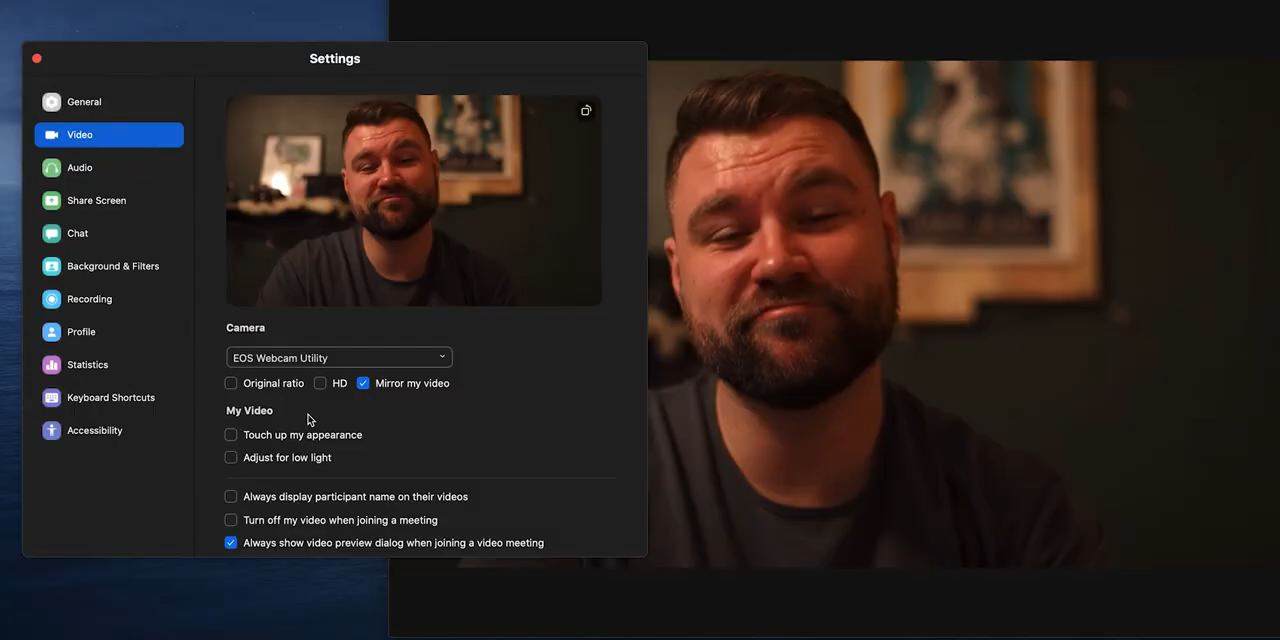 Settings
General
Video
Audio
Share Screen
Chat
Background & Filters
Recording
Profile
Statistics
Keyboard Shortcuts
Accessibility
Camera
EOS Webcam Utility
Original ratio HD Mirror my video
My Video
Touch up my appearance
Adjust for low light
Always display participant name on their videos
Turn off my video when joining a meeting
Always show video preview dialog when joining a video meeting